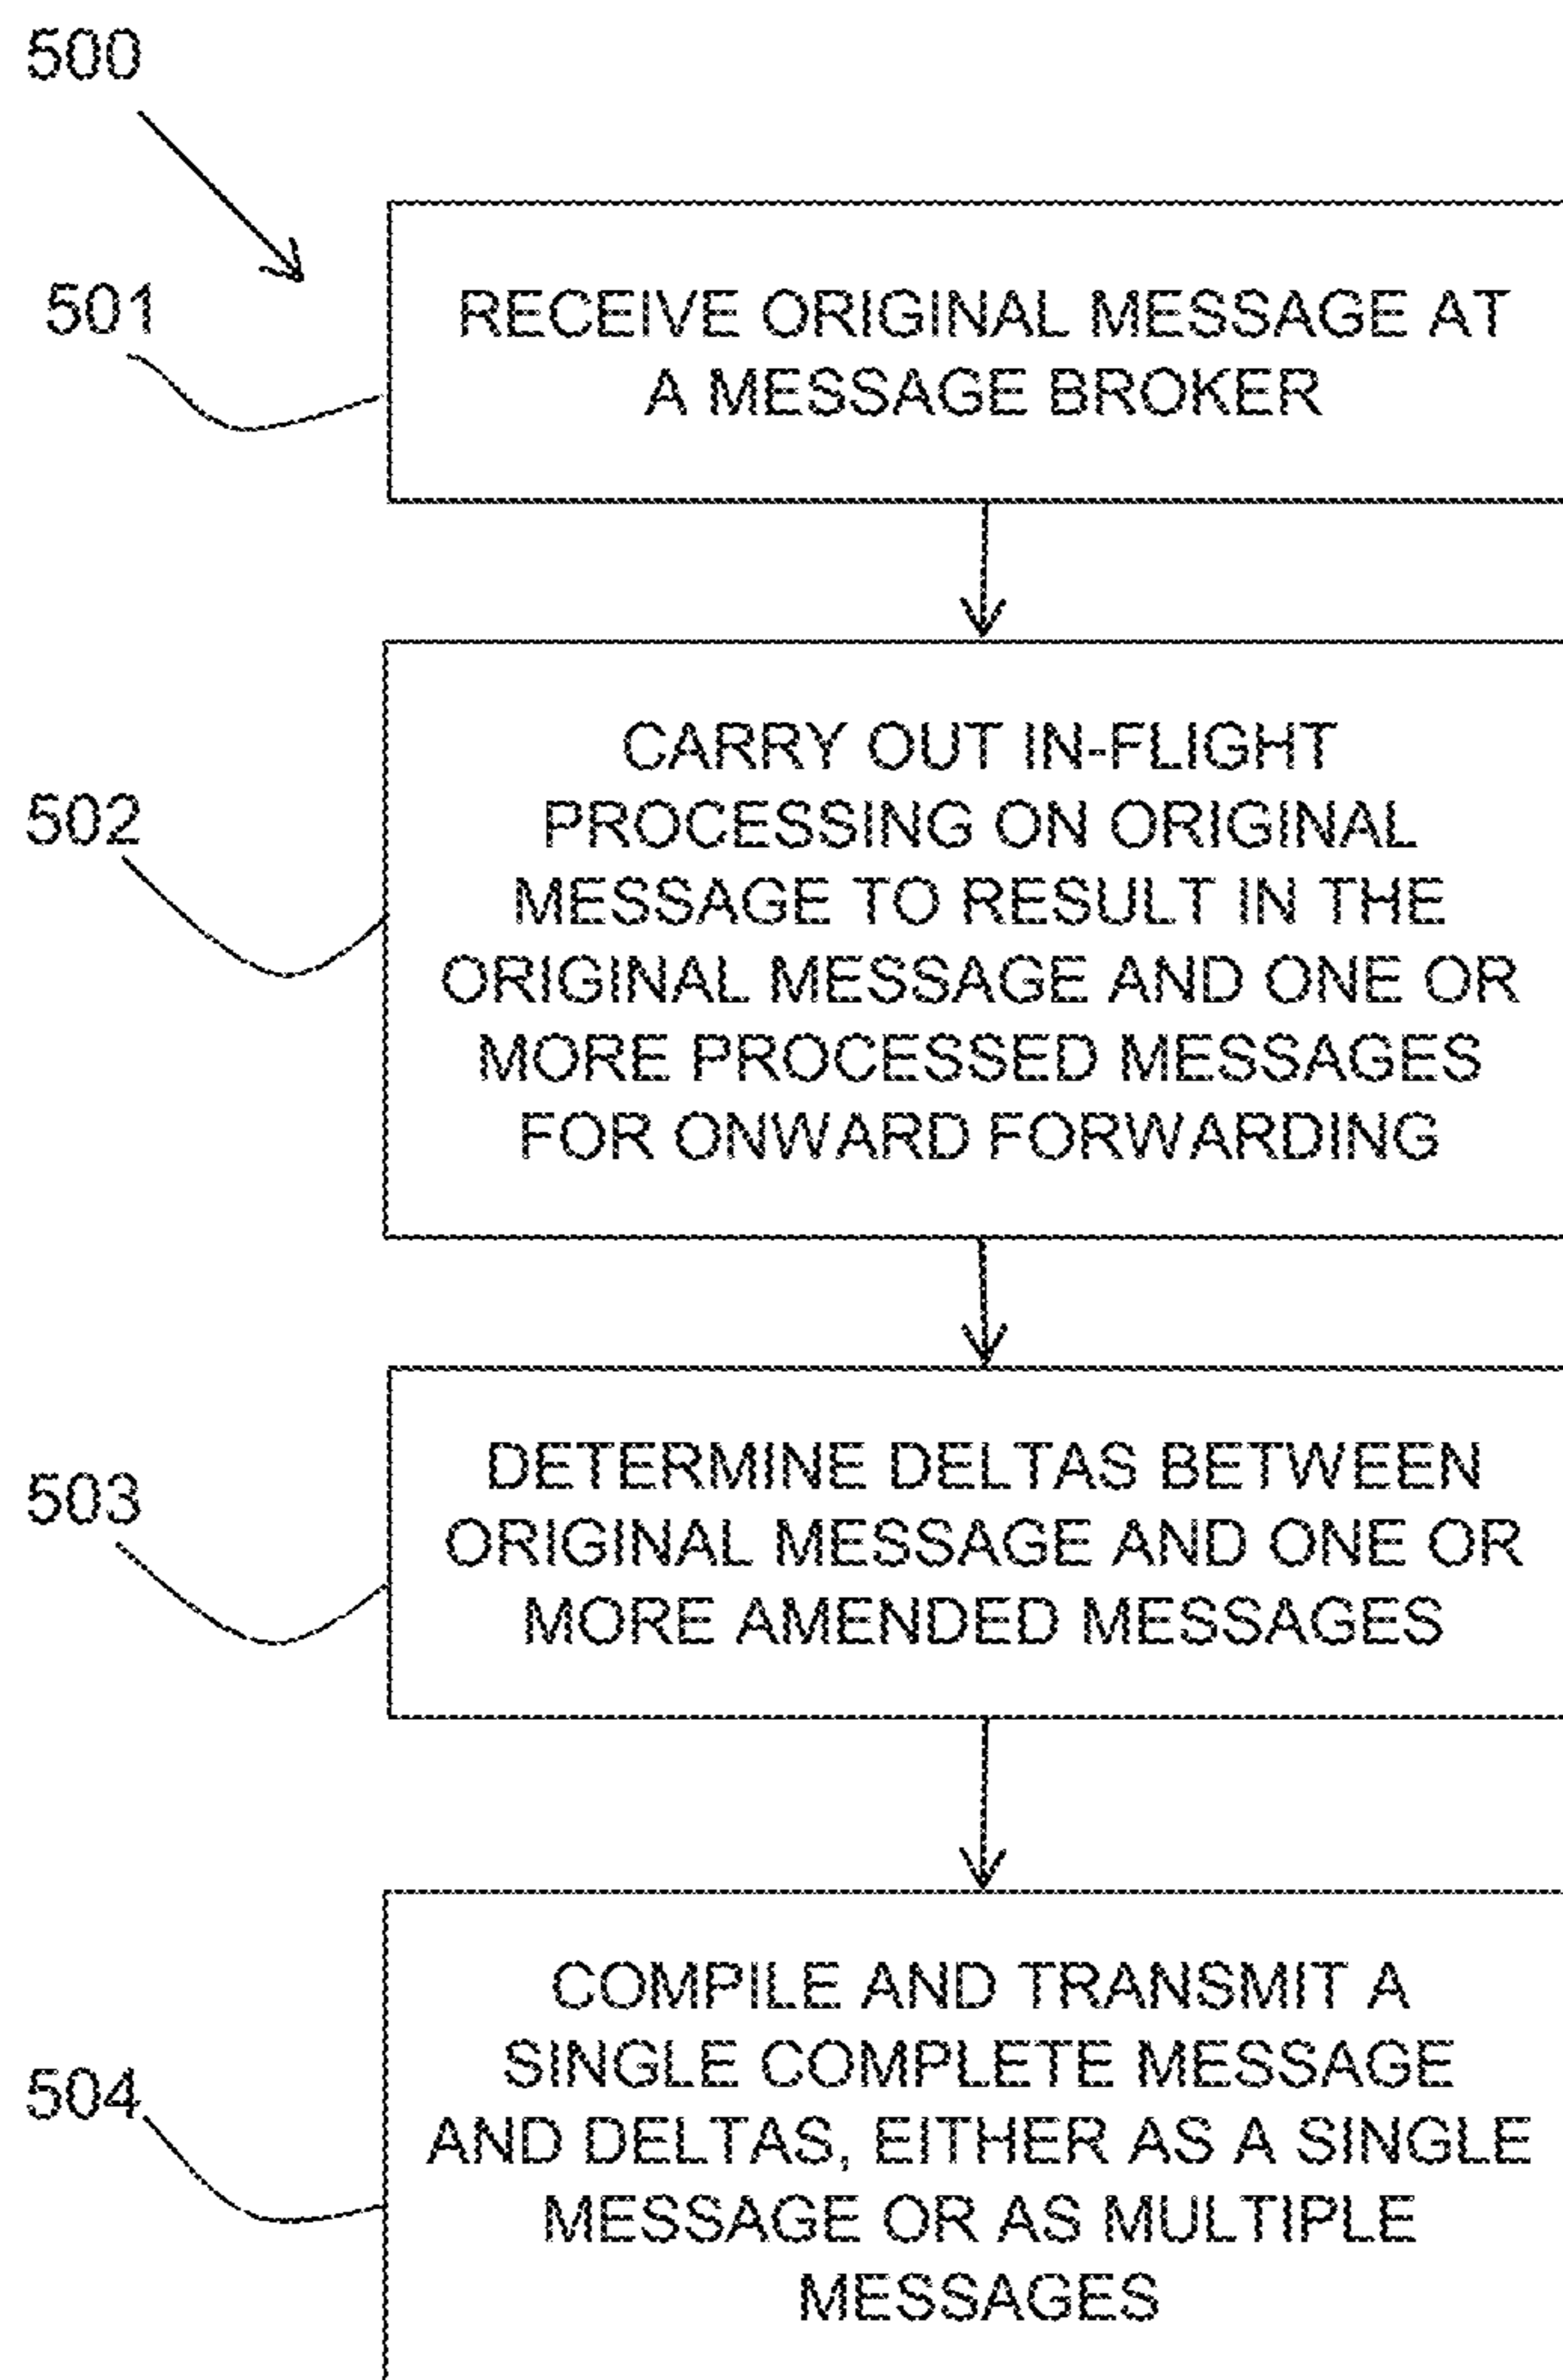 500
501
RECEIVE ORIGINAL MESSAGE AT
A MESSAGE BROKER
502
CARRY OUT IN-FLIGHT
PROCESSING ON ORIGINAL
MESSAGE TO RESULT IN THE
ORIGINAL MESSAGE AND ONE OR
MORE PROCESSED MESSAGES
FOR ONWARD FORWARDING
503
DETERMINE DELTAS BETWEEN
ORIGINAL MESSAGE AND ONE OR
MORE AMENDED MESSAGES
504
COMPILE AND TRANSMIT A
SINGLE COMPLETE MESSAGE
AND DELTAS, EITHER AS A SINGLE
MESSAGE OR AS MULTIPLE
MESSAGES